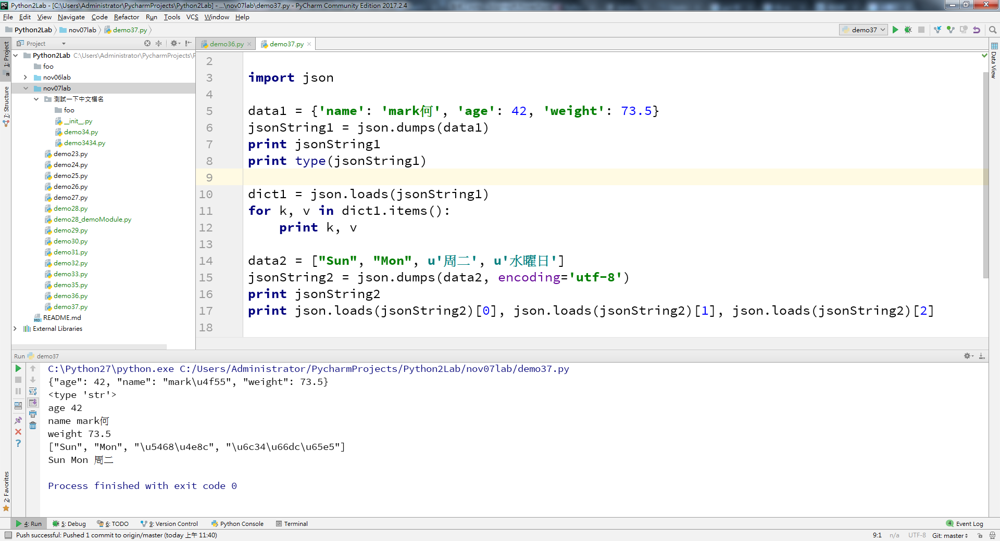 Python2Lab - [C:\Users\Administrator\PycharmProjects\Python2Lab] - ...\nov07lab\demo37.py - PyCharm Community Edition 2017.2.4
File Edit View Navigate Code Refactor Run Tools VCS Window Help
Python2Lab nov07lab demo37.py demo37
1: Project
7: Structure
2: Favorites
Data View
Project
demo36.py demo37.py
Python2Lab C:\Users\Administrator\PycharmProjects\P
foo
nov06lab
nov07lab
測試一下中文檔名
foo
__init__.py
demo34.py
demo3434.py
demo23.py
demo24.py
demo25.py
demo26.py
demo27.py
demo28.py
demo28_demoModule.py
demo29.py
demo30.py
demo31.py
demo32.py
demo33.py
demo35.py
demo36.py
demo37.py
README.md
External Libraries
2
3 import json
4
5 data1 = {'name': 'mark何', 'age': 42, 'weight': 73.5}
6 jsonString1 = json.dumps(data1)
7 print jsonString1
8 print type(jsonString1)
9
10 dict1 = json.loads(jsonString1)
11 for k, v in dict1.items():
12 print k, v
13
14 data2 = ["Sun", "Mon", u'周二', u'水曜日']
15 jsonString2 = json.dumps(data2, encoding='utf-8')
16 print jsonString2
17 print json.loads(jsonString2)[0], json.loads(jsonString2)[1], json.loads(jsonString2)[2]
18
Run demo37
C:\Python27\python.exe C:/Users/Administrator/PycharmProjects/Python2Lab/nov07lab/demo37.py
{"age": 42, "name": "mark\u4f55", "weight": 73.5}
<type 'str'>
age 42
name mark何
weight 73.5
["Sun", "Mon", "\u5468\u4e8c", "\u6c34\u66dc\u65e5"]
Sun Mon 周二
Process finished with exit code 0
4: Run 5: Debug 6: TODO 9: Version Control Python Console Terminal 4 Event Log
Push successful: Pushed 1 commit to origin/master (today 上午 11:40) 9:1 n/a UTF-8 Git: master